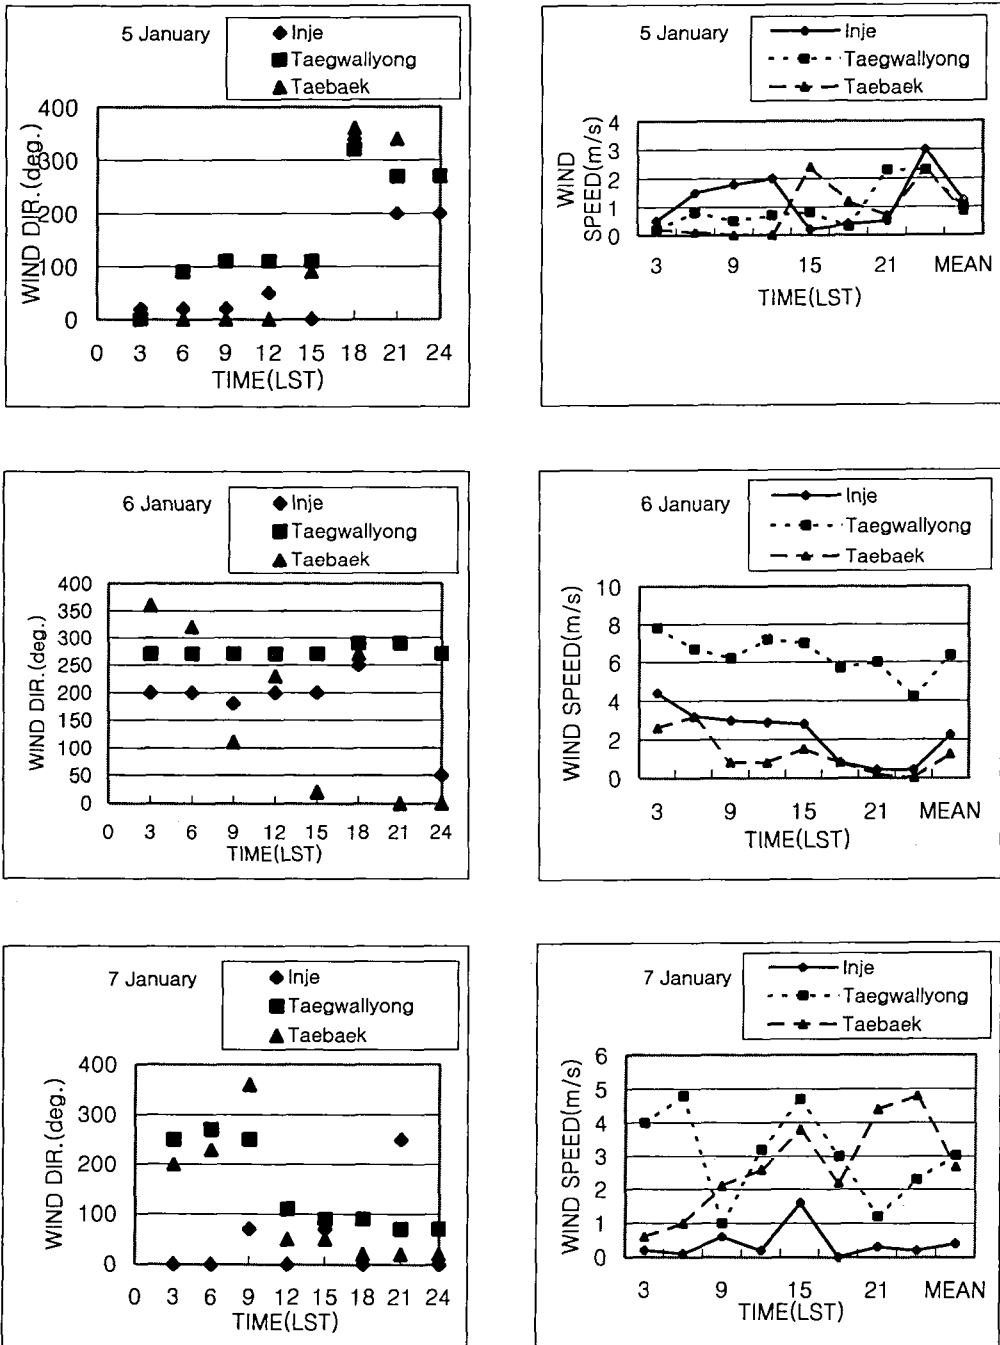 5 January
Inje
Taegwallyong
Taebaek
WIND DIR.(deg.)
400
300
200
100
0
0 3 6 9 12 15 18 21 24
TIME(LST)
5 January
Inje
Taegwallyong
Taebaek
WIND
SPEED(m/s)
4
3
2
1
0
3 9 15 21 MEAN
TIME(LST)
6 January
Inje
Taegwallyong
Taebaek
WIND DIR.(deg.)
400
350
300
250
200
150
100
50
0
0 3 6 9 12 15 18 21 24
TIME(LST)
6 January
Inje
Taegwallyong
Taebaek
WIND SPEED(m/s)
10
8
6
4
2
0
3 9 15 21 MEAN
TIME(LST)
7 January
Inje
Taegwallyong
Taebaek
WIND DIR.(deg.)
400
300
200
100
0
0 3 6 9 12 15 18 21 24
TIME(LST)
7 January
Inje
Taegwallyong
Taebaek
WIND SPEED(m/s)
6
5
4
3
2
1
0
3 9 15 21 MEAN
TIME(LST)